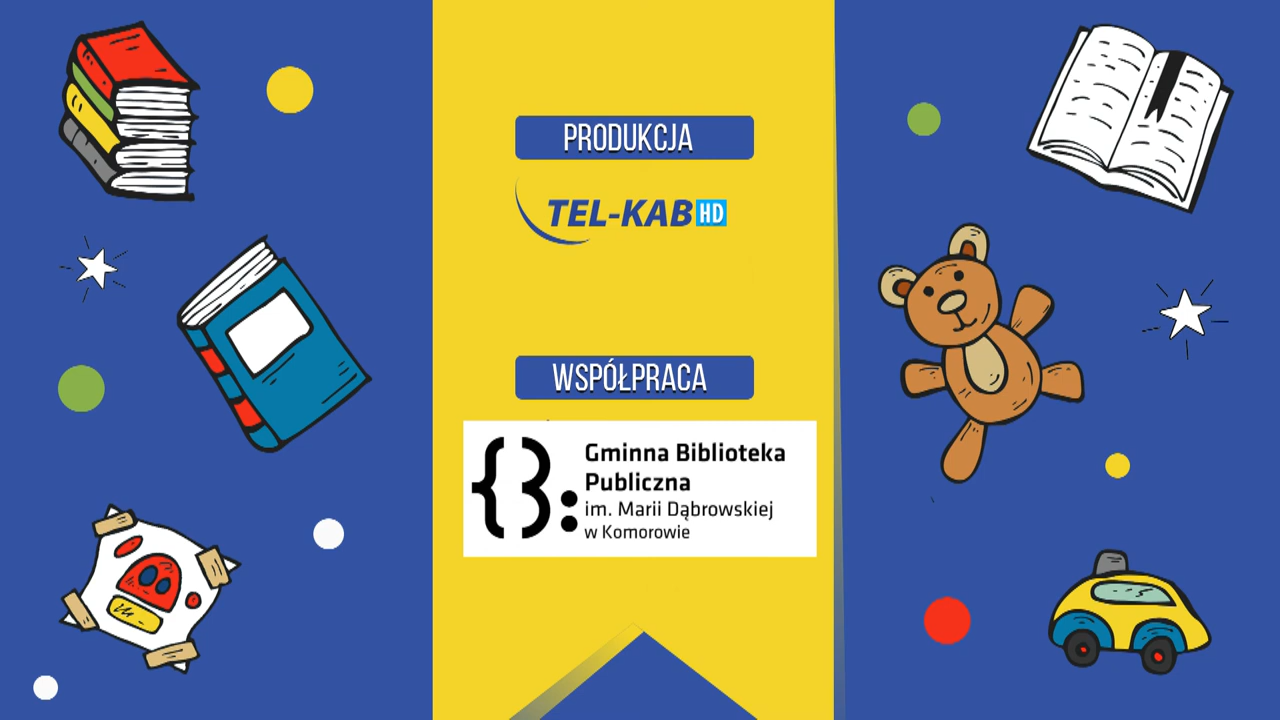 PRODUKCJA
TEL-KAB HD
WSPÓŁPRACA
{B:
Gminna Biblioteka
Publiczna
im. Marii Dąbrowskiej
w Komorowie